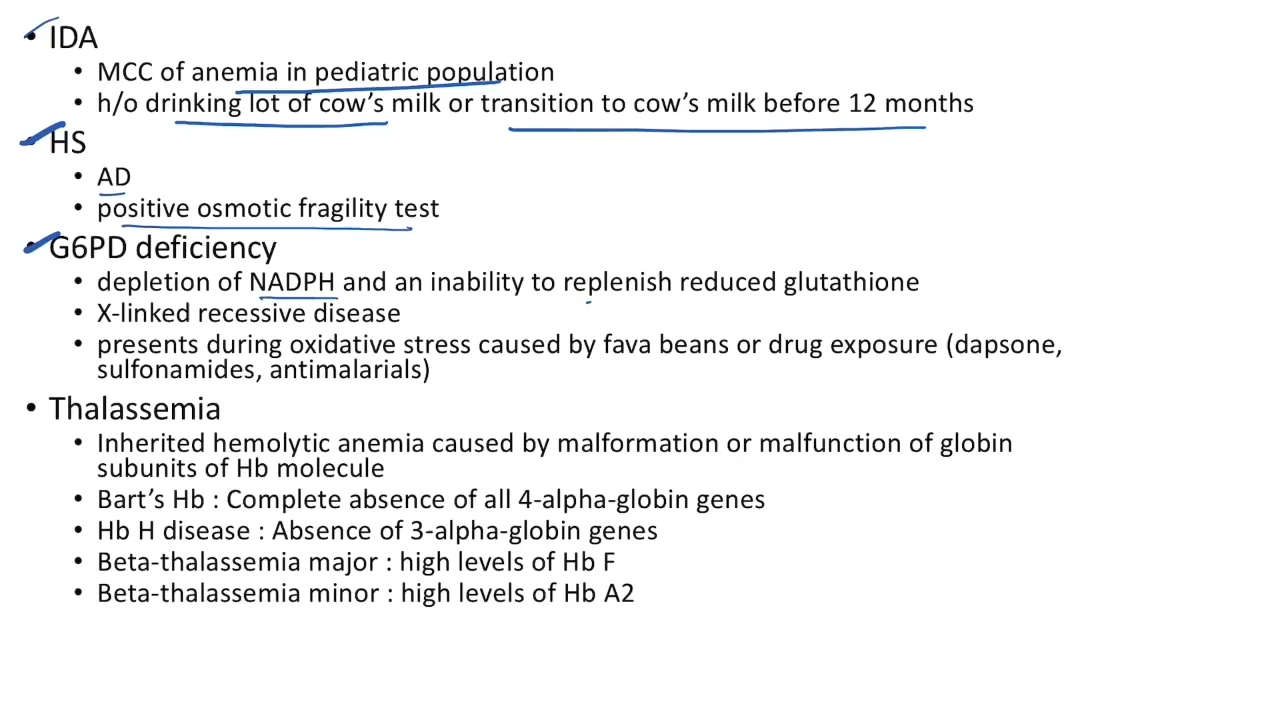 • IDA
• MCC of anemia in pediatric population
• h/o drinking lot of cow's milk or transition to cow's milk before 12 months
• HS
• AD
• positive osmotic fragility test
• G6PD deficiency
• depletion of NADPH and an inability to replenish reduced glutathione
• X-linked recessive disease
• presents during oxidative stress caused by fava beans or drug exposure (dapsone,
sulfonamides, antimalarials)
• Thalassemia
• Inherited hemolytic anemia caused by malformation or malfunction of globin
subunits of Hb molecule
• Bart's Hb : Complete absence of all 4-alpha-globin genes
• Hb H disease : Absence of 3-alpha-globin genes
• Beta-thalassemia major : high levels of Hb F
• Beta-thalassemia minor : high levels of Hb A2